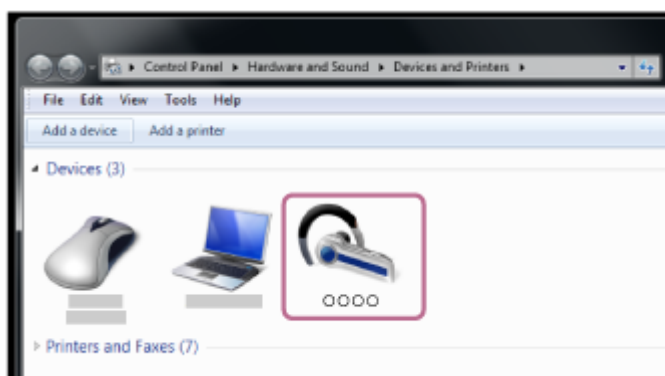 Control Panel ▸ Hardware and Sound ▸ Devices and Printers ▸
File Edit View Tools Help
Add a device Add a printer
Devices (3)
OOOO
Printers and Faxes (7)